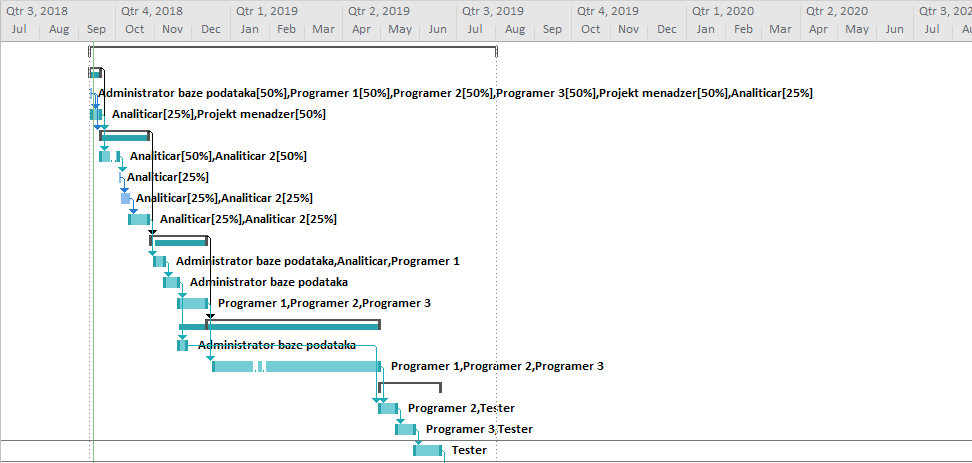 Qtr 3, 2018 Qtr 4, 2018 Qtr 1, 2019 Qtr 2, 2019 Qtr 3, 2019 Qtr 4, 2019 Qtr 1, 2020 Qtr 2, 2020 Qtr 3, 202
Jul Aug Sep Oct Nov Dec Jan Feb Mar Apr May Jun Jul Aug Sep Oct Nov Dec Jan Feb Mar Apr May Jun Jul Au
Administrator baze podataka[50%],Programer 1[50%],Programer 2[50%],Programer 3[50%],Projekt menadzer[50%],Analiticar[25%]
Analiticar[25%],Projekt menadzer[50%]
Analiticar[50%],Analiticar 2[50%]
Analiticar[25%]
Analiticar[25%],Analiticar 2[25%]
Analiticar[25%],Analiticar 2[25%]
Administrator baze podataka,Analiticar,Programer 1
Administrator baze podataka
Programer 1,Programer 2,Programer 3
Administrator baze podataka
Programer 1,Programer 2,Programer 3
Programer 2,Tester
Programer 3,Tester
Tester